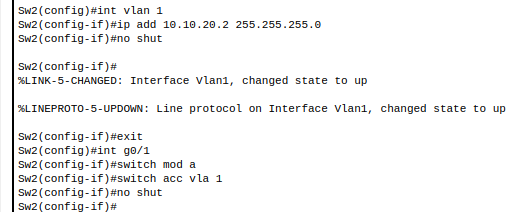 Sw2(config)#int vlan 1
Sw2(config-if)#ip add 10.10.20.2 255.255.255.0
Sw2(config-if)#no shut
Sw2(config-if)#
%LINK-5-CHANGED: Interface Vlan1, changed state to up
%LINEPROTO-5-UPDOWN: Line protocol on Interface Vlan1, changed state to up
Sw2(config-if)#exit
Sw2(config)#int g0/1
Sw2(config-if)#switch mod a
Sw2(config-if)#switch acc vla 1
Sw2(config-if)#no shut
Sw2(config-if)#